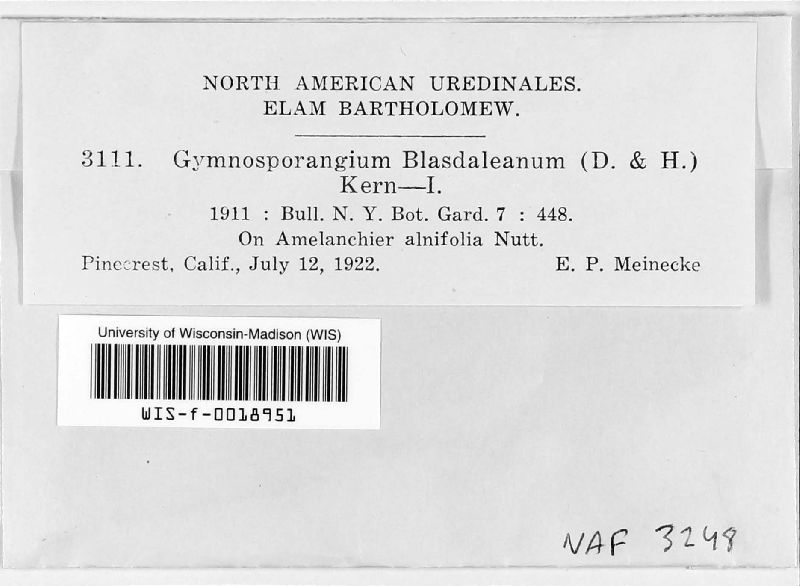 NORTH AMERICAN UREDINALES.
ELAM BARTHOLOMEW.
3111. Gymnosporangium Blasdaleanum (D. & H.)
Kern—I.
1911 : Bull. N. Y. Bot. Gard. 7 : 448.
On Amelanchier alnifolia Nutt.
Pinecrest, Calif., July 12, 1922. E. P. Meinecke
University of Wisconsin-Madison (WIS)
WIS-f-0018951
NAF 3248